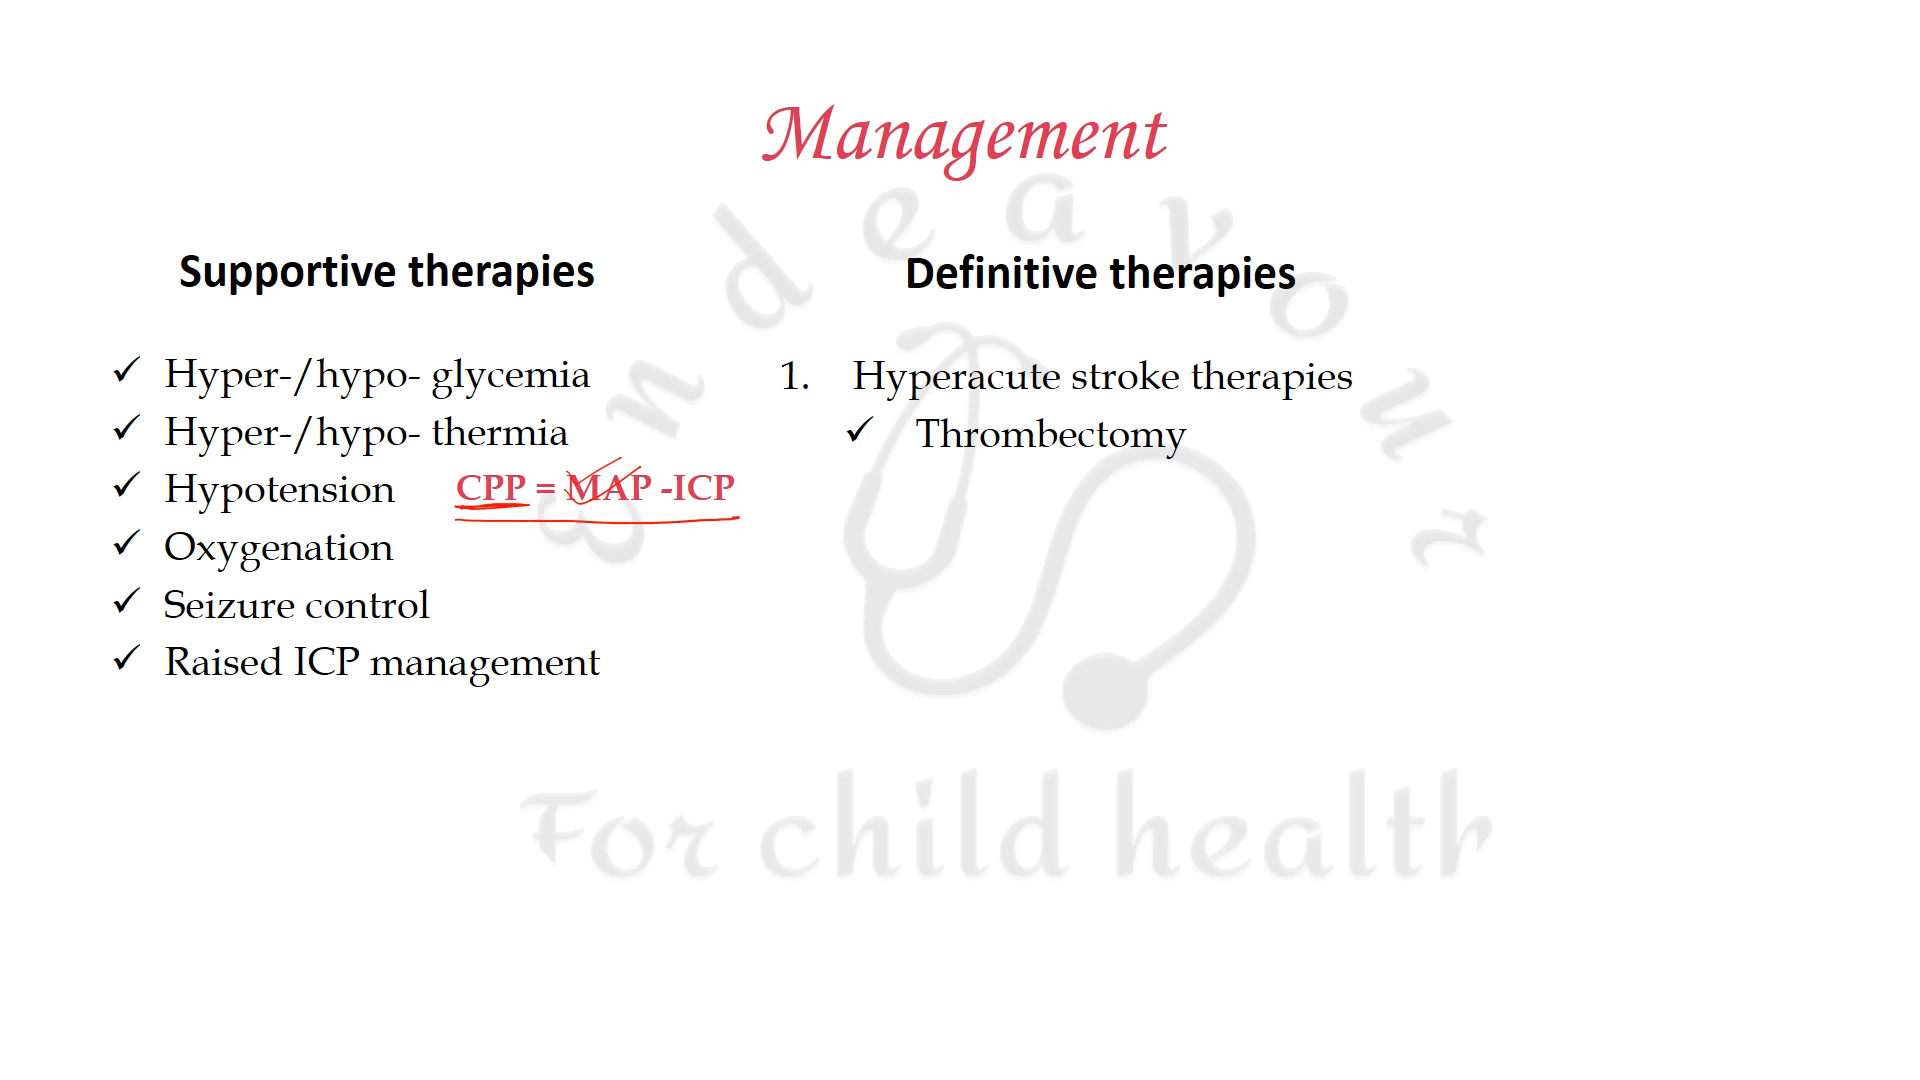 Management
Supportive therapies
✓ Hyper-/hypo- glycemia
✓ Hyper-/hypo- thermia
✓ Hypotension CPP = MAP -ICP
✓ Oxygenation
✓ Seizure control
✓ Raised ICP management
Definitive therapies
1. Hyperacute stroke therapies
✓ Thrombectomy
Endeavour
For child health